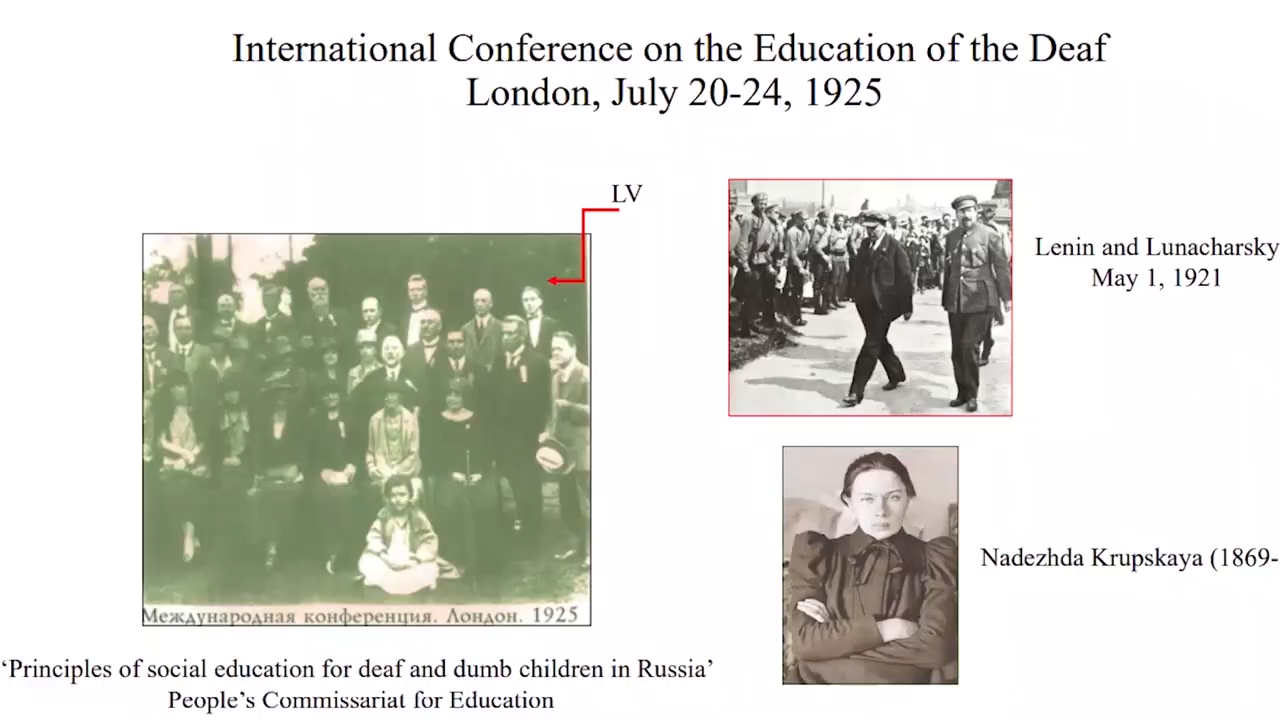 International Conference on the Education of the Deaf
London, July 20-24, 1925
LV
Lenin and Lunacharsky
May 1, 1921
Nadezhda Krupskaya (1869-
Международная конференция. Лондон. 1925
‘Principles of social education for deaf and dumb children in Russia’
People’s Commissariat for Education